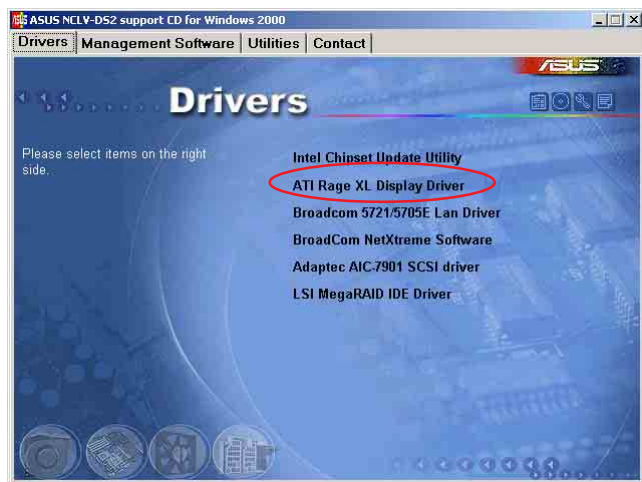 ASUS NCLV-DS2 support CD for Windows 2000
Drivers Management Software Utilities Contact
ASUS
Drivers
Please select items on the right
side.
Intel Chipset Update Utility
ATI Rage XL Display Driver
Broadcom 5721/5705E Lan Driver
BroadCom NetXtreme Software
Adaptec AIC-7901 SCSI driver
LSI MegaRAID IDE Driver